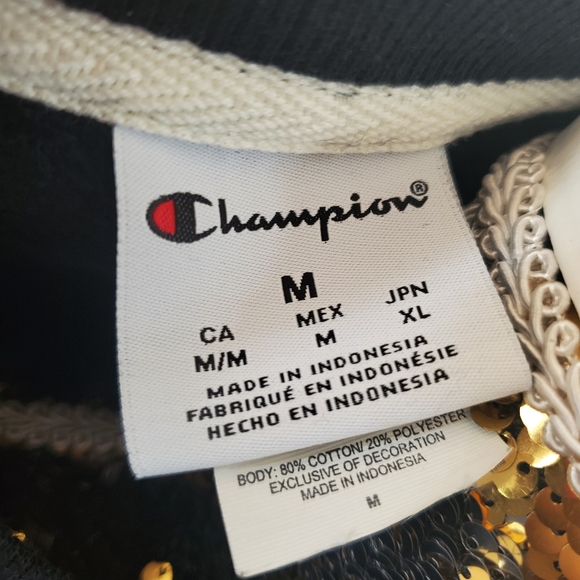 Champion®
M
CA MEX JPN
M/M M XL
MADE IN INDONESIA
FABRIQUÉ EN INDONÉSIE
HECHO EN INDONESIA
BODY: 80% COTTON/ 20% POLYESTER
EXCLUSIVE OF DECORATION
MADE IN INDONESIA
M